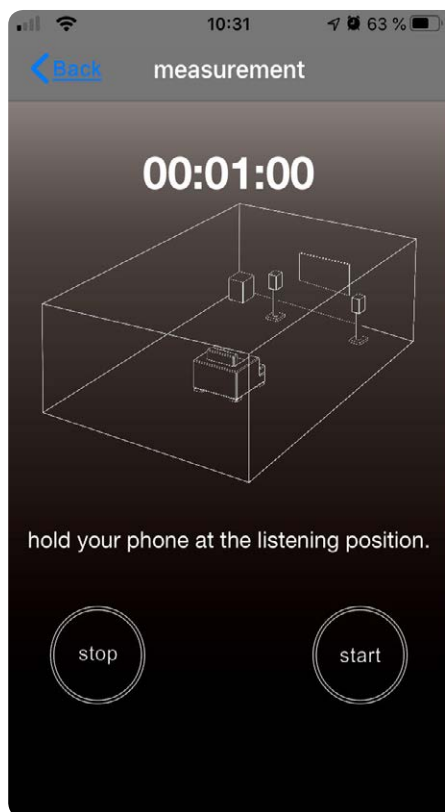 10:31
63 %
Back
measurement
00:01:00
hold your phone at the listening position.
stop
start